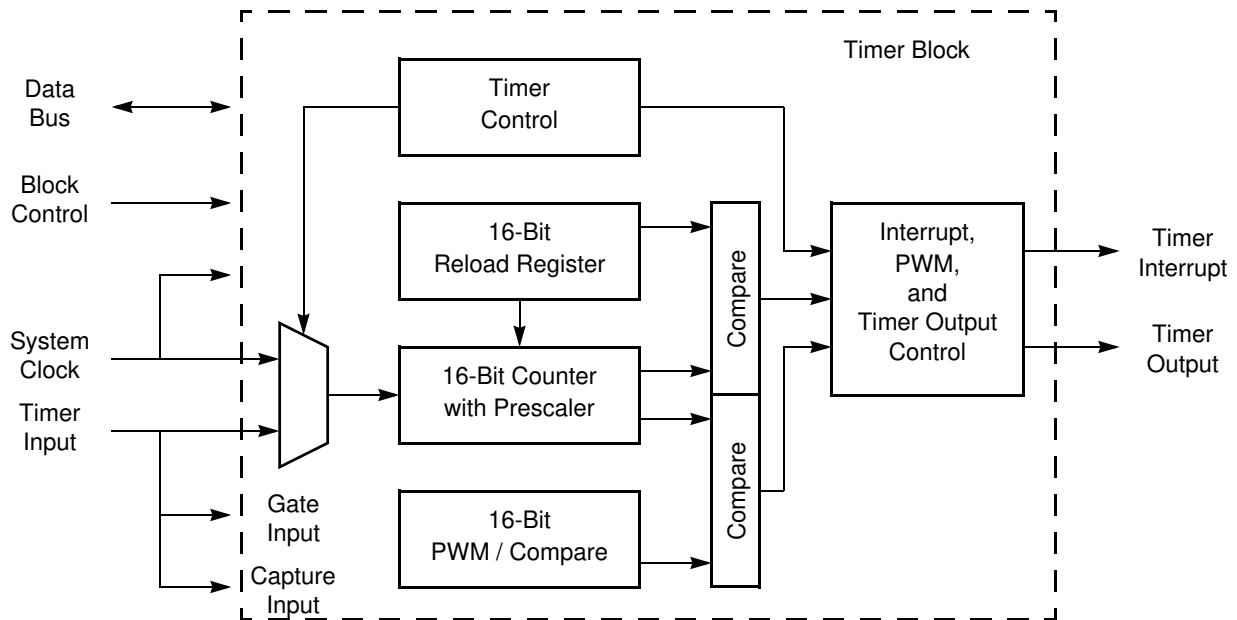 Timer Block
Data
Bus
Timer
Control
Block
Control
16-Bit
Reload Register
Compare
Interrupt,
PWM,
and
Timer Output
Control
Timer
Interrupt
System
Clock
16-Bit Counter
with Prescaler
Timer
Output
Timer
Input
Compare
Gate
Input
16-Bit
PWM / Compare
Capture
Input